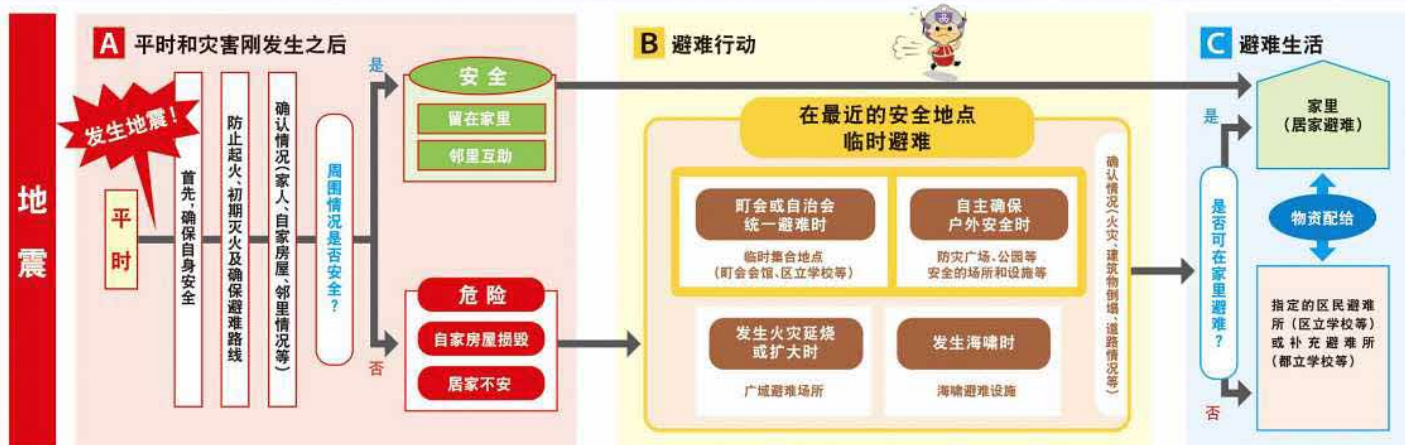 地震
A 平时和灾害刚发生之后
发生地震！
平时
首先，确保自身安全
防止起火、初期灭火及确保避难路线
确认情况（家人、自家房屋、邻里情况等）
周围情况是否安全？
是
安全
留在家里
邻里互助
否
危险
自家房屋损毁
居家不安
B 避难行动
在最近的安全地点
临时避难
町会或自治会
统一避难时
临时集合地点
（町会会馆、区立学校等）
自主确保
户外安全时
防灾广场、公园等
安全的场所和设施等
发生火灾延烧
或扩大时
广域避难场所
发生海啸时
海啸避难设施
确认情况（火灾、建筑物倒塌、道路情况等）
C 避难生活
是否可在家里避难？
是
家里
（居家避难）
物资配给
否
指定的区民避难
所（区立学校等）
或补充避难所
（都立学校等）